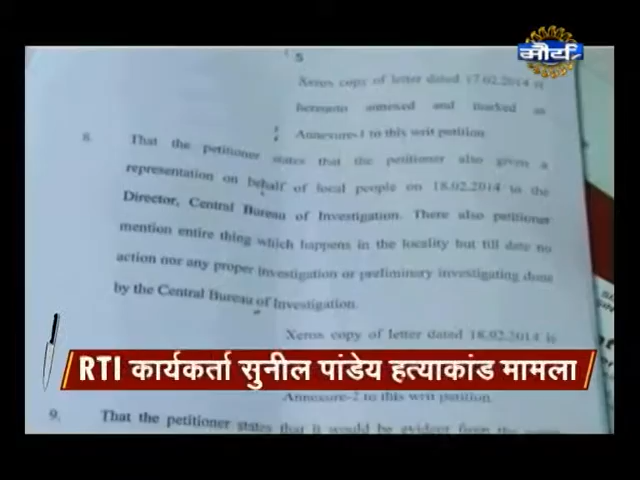 मौर्य
5
Xerox copy of letter dated 17.02.2014 is
hereunto annexed and marked as
Annexure-1 to this writ petition
8. That the petitioner states that the petitioner also given a
representation on behalf of local people on 18.02.2014 to the
Director, Central Bureau of Investigation. There also petitioner
mention entire thing which happens in the locality but till date no
action nor any proper investigation or preliminary investigating done
by the Central Bureau of Investigation.
Xerox copy of letter dated 18.02.2014 is
RTI कार्यकर्ता सुनील पांडेय हत्याकांड मामला
Annexure-2 to this writ petition.
9. That the petitioner states that it would be evident from the